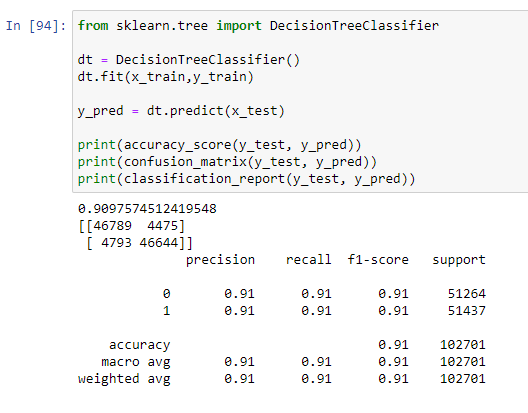 In [94]: from sklearn.tree import DecisionTreeClassifier
dt = DecisionTreeClassifier()
dt.fit(x_train,y_train)
y_pred = dt.predict(x_test)
print(accuracy_score(y_test, y_pred))
print(confusion_matrix(y_test, y_pred))
print(classification_report(y_test, y_pred))
0.9097574512419548
[[46789  4475]
 [ 4793 46644]]
              precision    recall  f1-score   support
           0       0.91      0.91      0.91     51264
           1       0.91      0.91      0.91     51437
    accuracy                           0.91    102701
   macro avg       0.91      0.91      0.91    102701
weighted avg       0.91      0.91      0.91    102701